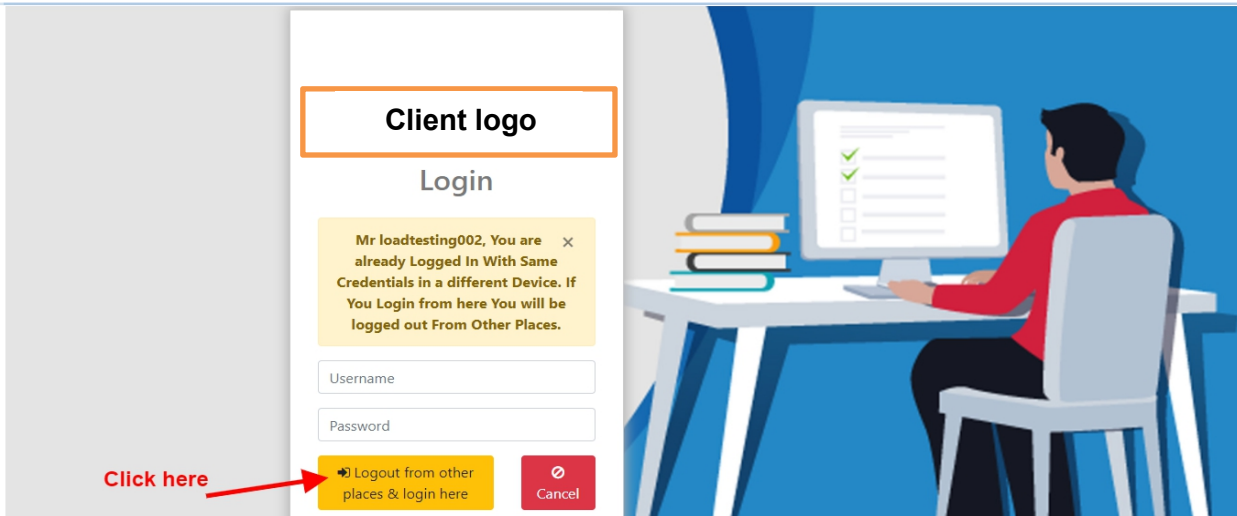 Client logo
Login
Mr loadtesting002, You are
already Logged In With Same
Credentials in a different Device. If
You Login from here You will be
logged out From Other Places.
×
Username
Password
Click here
Logout from other
places & login here
Cancel